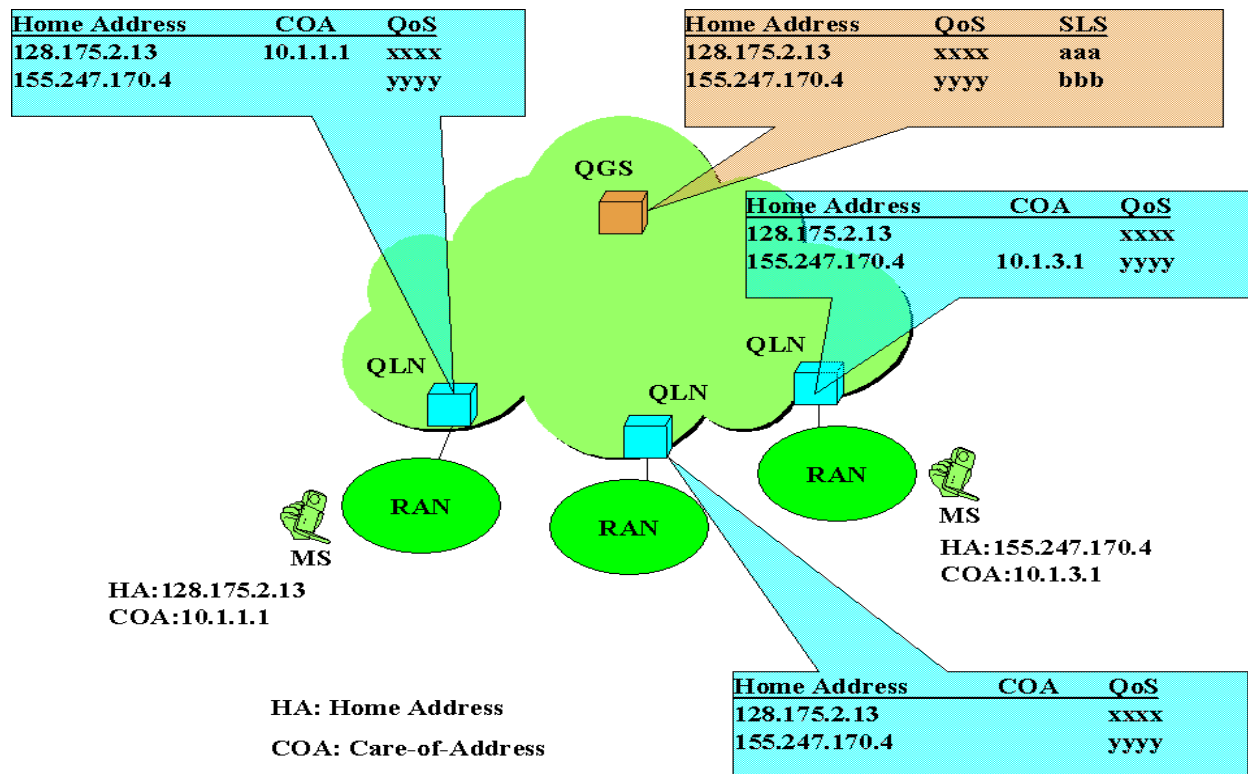 Home Address COA QoS
128.175.2.13 10.1.1.1 xxxx
155.247.170.4 yyyy
Home Address QoS SLS
128.175.2.13 xxxx aaa
155.247.170.4 yyyy bbb
QGS
Home Address COA QoS
128.175.2.13 xxxx
155.247.170.4 10.1.3.1 yyyy
QLN
QLN
QLN
RAN
RAN
RAN
MS
HA:128.175.2.13
COA:10.1.1.1
MS
HA:155.247.170.4
COA:10.1.3.1
Home Address COA QoS
128.175.2.13 xxxx
155.247.170.4 yyyy
HA: Home Address
COA: Care-of-Address